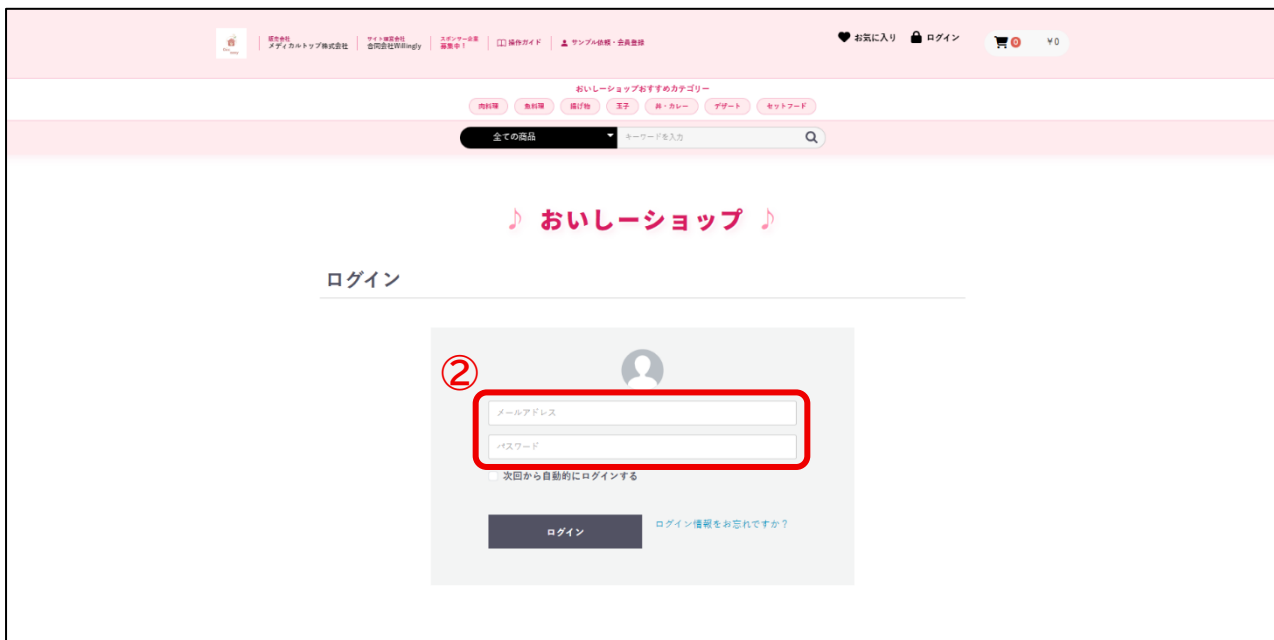 販売会社
メディカルトップ株式会社
サイト運営会社
合同会社Willingly
スポンサー企業
募集中！
操作ガイド
サンプル依頼・会員登録
お気に入り
ログイン
0
¥0
おいしーショップおすすめカテゴリー
肉料理 魚料理 揚げ物 玉子 丼・カレー デザート セットフード
全ての商品
キーワードを入力
♪ おいしーショップ ♪
ログイン
②
メールアドレス
パスワード
次回から自動的にログインする
ログイン
ログイン情報をお忘れですか？